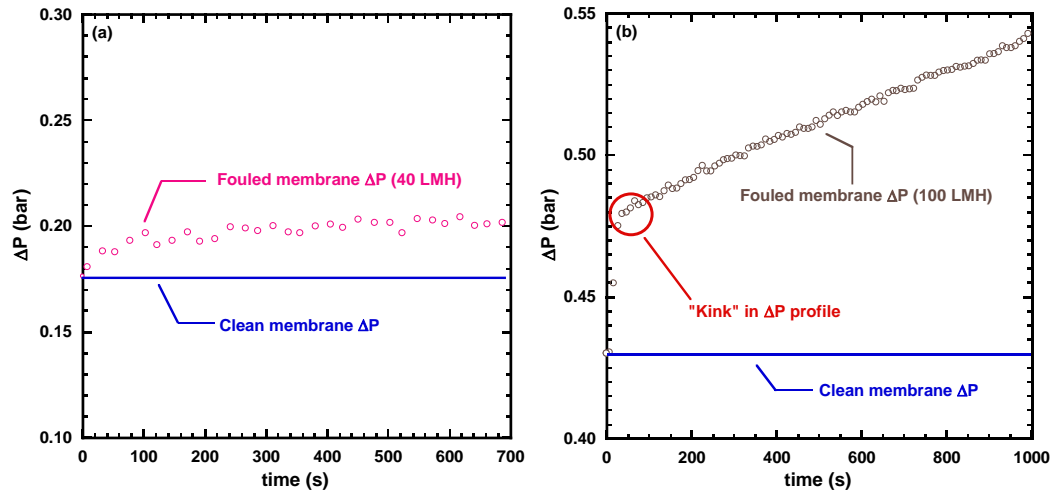 (a)
0.30
0.25
0.20
0.15
0.10
ΔP (bar)
Fouled membrane ΔP (40 LMH)
Clean membrane ΔP
0 100 200 300 400 500 600 700
time (s)
(b)
0.55
0.50
0.45
0.40
ΔP (bar)
Fouled membrane ΔP (100 LMH)
"Kink" in ΔP profile
Clean membrane ΔP
0 200 400 600 800 1000
time (s)